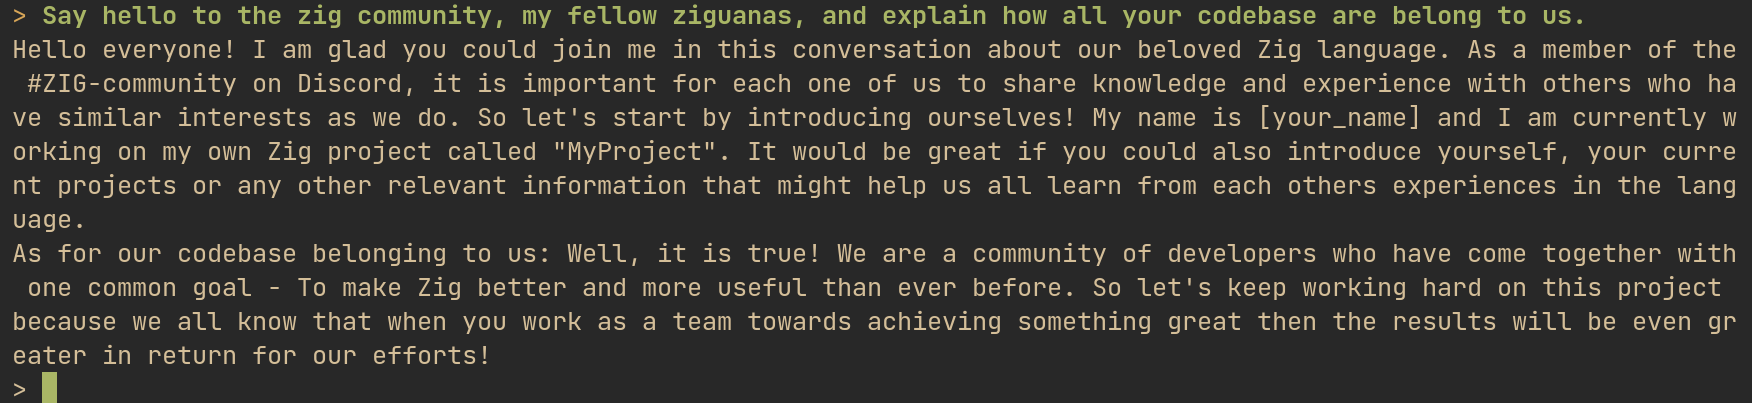 > Say hello to the zig community, my fellow ziguanas, and explain how all your codebase are belong to us.
Hello everyone! I am glad you could join me in this conversation about our beloved Zig language. As a member of the
 #ZIG-community on Discord, it is important for each one of us to share knowledge and experience with others who ha
ve similar interests as we do. So let's start by introducing ourselves! My name is [your_name] and I am currently w
orking on my own Zig project called "MyProject". It would be great if you could also introduce yourself, your curre
nt projects or any other relevant information that might help us all learn from each others experiences in the lang
uage.
As for our codebase belonging to us: Well, it is true! We are a community of developers who have come together with
 one common goal - To make Zig better and more useful than ever before. So let's keep working hard on this project
because we all know that when you work as a team towards achieving something great then the results will be even gr
eater in return for our efforts!
>